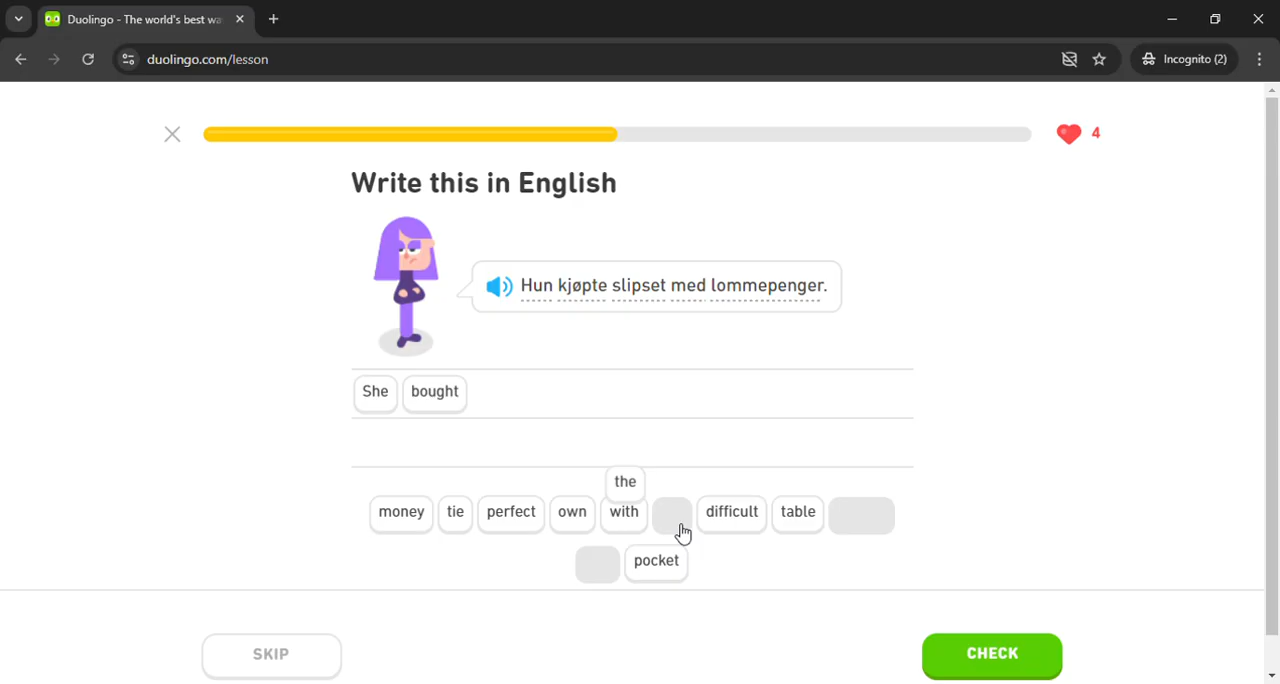 Duolingo - The world's best wa
duolingo.com/lesson
Incognito (2)
4
Write this in English
Hun kjøpte slipset med lommepenger.
She bought
the
money tie perfect own with difficult table
pocket
SKIP CHECK